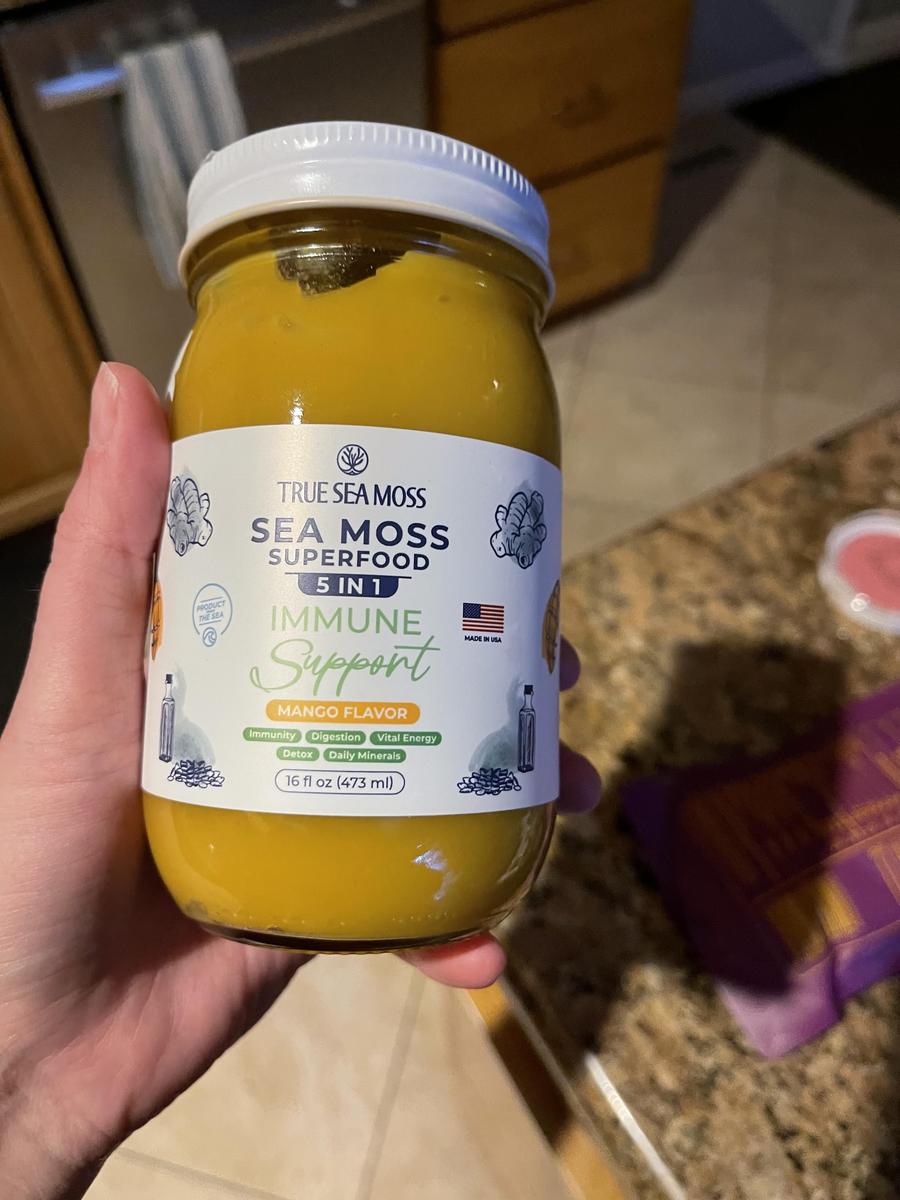 TRUE SEA MOSS
SEA MOSS
SUPERFOOD
5 IN 1
IMMUNE
Support
PRODUCT
THE SEA
MADE IN USA
MANGO FLAVOR
Immunity Digestion Vital Energy
Detox Daily Minerals
16 fl oz (473 ml)